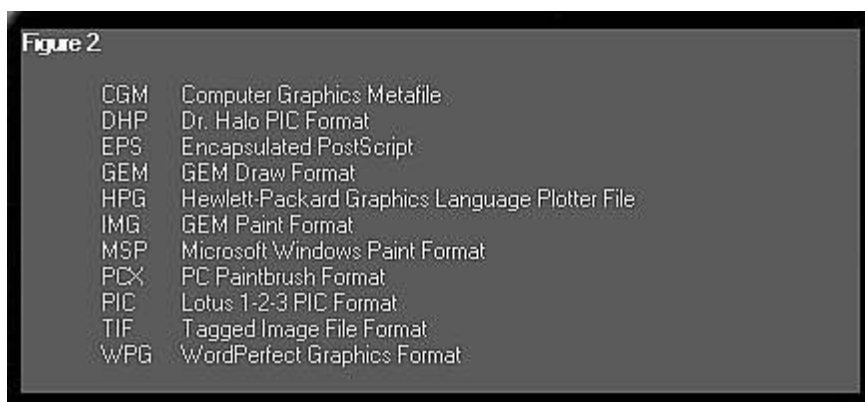 Figure 2
CGM Computer Graphics Metafile
DHP Dr. Halo PIC Format
EPS Encapsulated PostScript
GEM GEM Draw Format
HPG Hewlett-Packard Graphics Language Plotter File
IMG GEM Paint Format
MSP Microsoft Windows Paint Format
PCX PC Paintbrush Format
PIC Lotus 1-2-3 PIC Format
TIF Tagged Image File Format
WPG WordPerfect Graphics Format